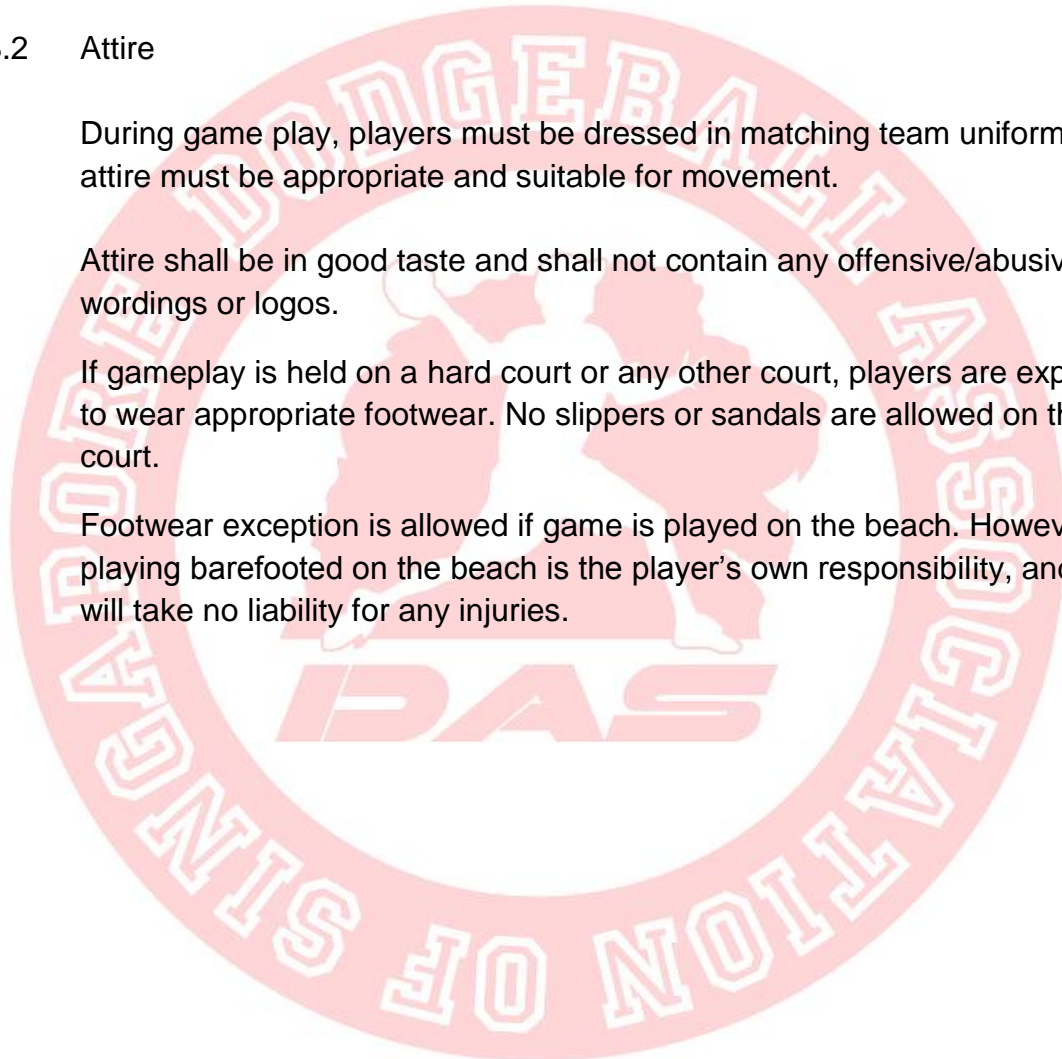 .2 Attire
During game play, players must be dressed in matching team uniform
attire must be appropriate and suitable for movement.
Attire shall be in good taste and shall not contain any offensive/abusiv
wordings or logos.
If gameplay is held on a hard court or any other court, players are exp
to wear appropriate footwear. No slippers or sandals are allowed on th
court.
Footwear exception is allowed if game is played on the beach. Howev
playing barefooted on the beach is the player’s own responsibility, and
will take no liability for any injuries.
DODGEBALL ASSOCIATION OF SINGAPORE
DAS